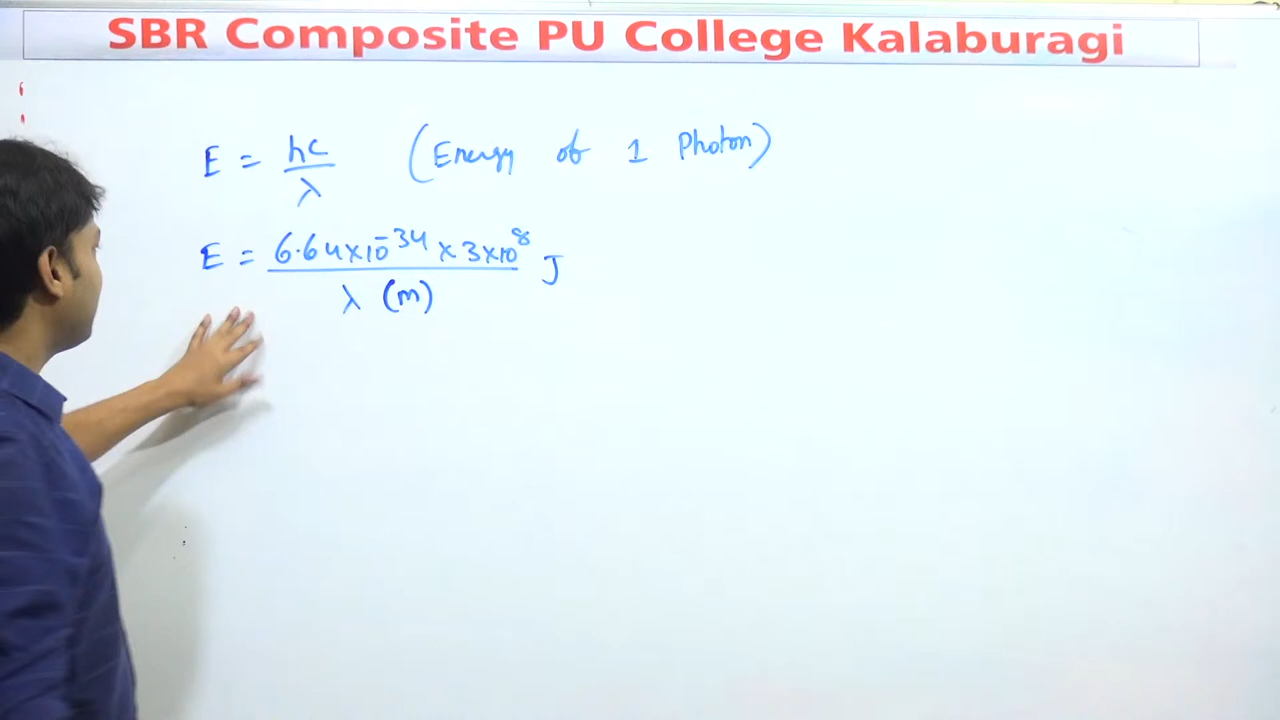 SBR Composite PU College Kalaburagi
E = hc/λ (Energy of 1 Photon)
E = 6.64×10⁻³⁴ × 3×10⁸ / λ (m) J